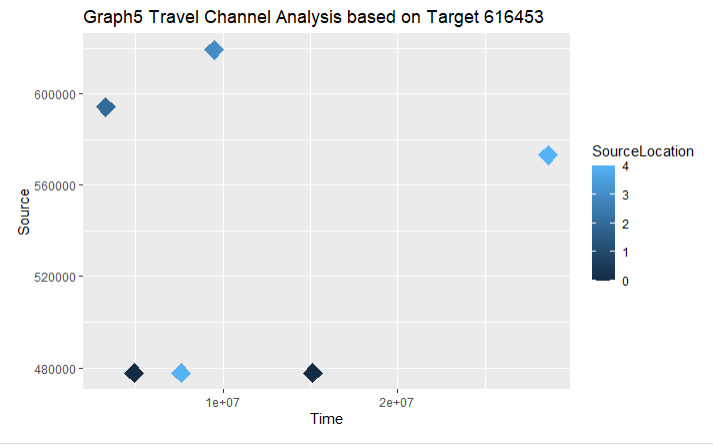 Graph5 Travel Channel Analysis based on Target 616453
Source
600000
560000
520000
480000
1e+07
2e+07
Time
SourceLocation
4
3
2
1
0